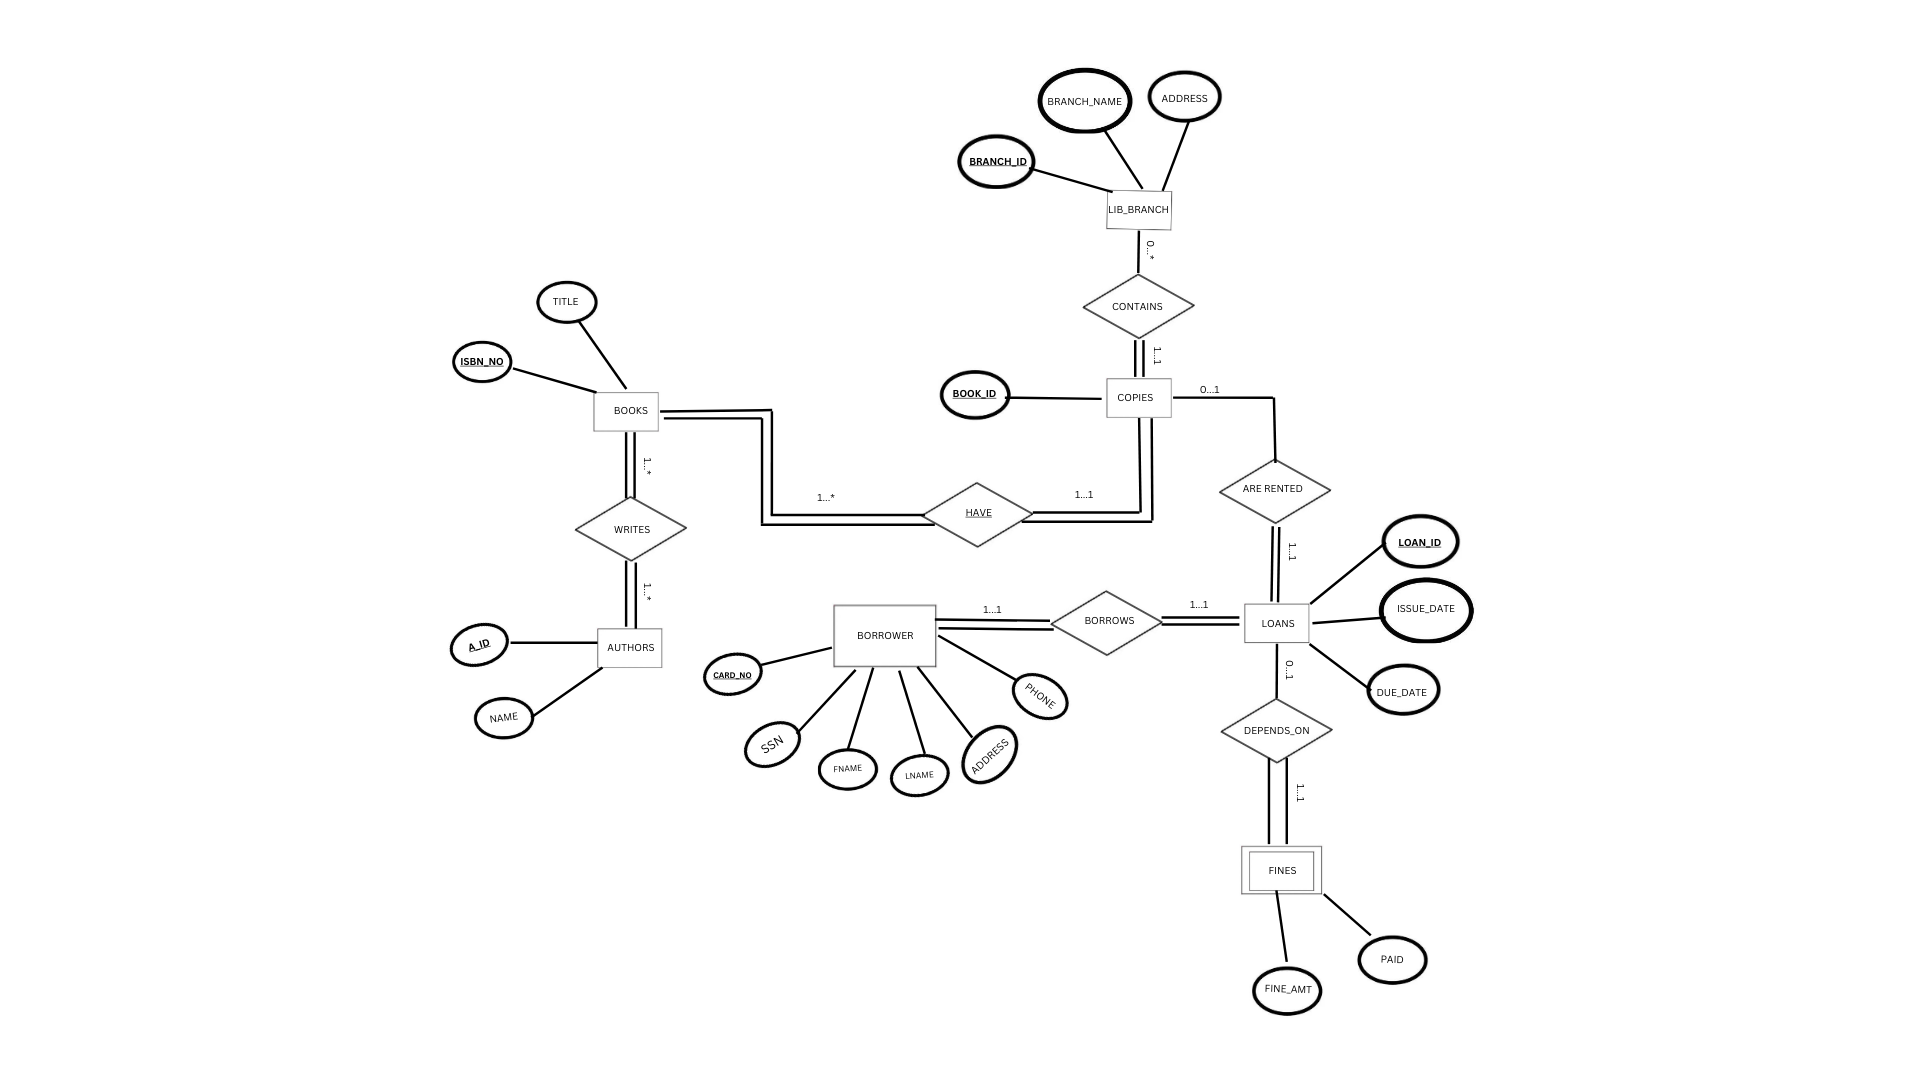 BRANCH_NAME
ADDRESS
BRANCH_ID
LIB_BRANCH
0...*
CONTAINS
1...1
TITLE
ISBN_NO
BOOKS
BOOK_ID
COPIES
0...1
1...*
1...*
HAVE
1...1
ARE RENTED
WRITES
1...1
1...*
LOAN_ID
ISSUE_DATE
DUE_DATE
BORROWER
1...1
BORROWS
1...1
LOANS
A_ID
AUTHORS
NAME
CARD_NO
SSN
FNAME
LNAME
ADDRESS
PHONE
0...1
DEPENDS_ON
1...1
FINES
PAID
FINE_AMT